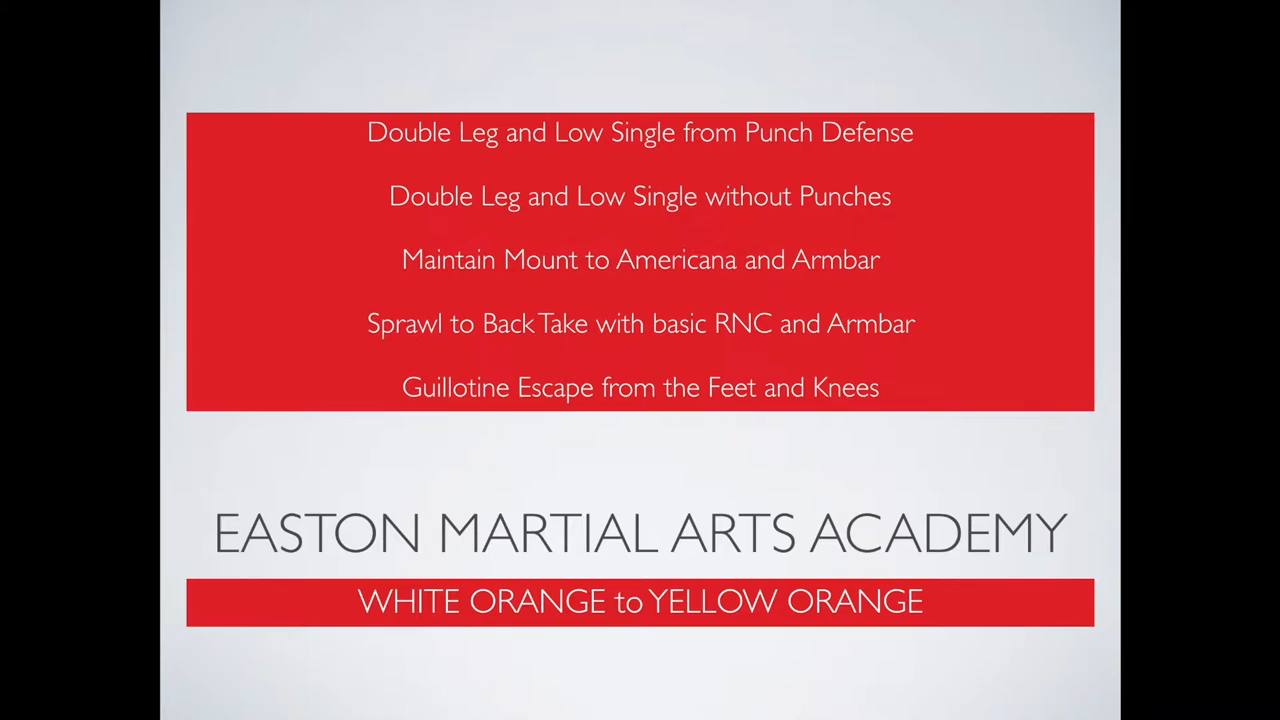 Double Leg and Low Single from Punch Defense
Double Leg and Low Single without Punches
Maintain Mount to Americana and Armbar
Sprawl to Back Take with basic RNC and Armbar
Guillotine Escape from the Feet and Knees
EASTON MARTIAL ARTS ACADEMY
WHITE ORANGE to YELLOW ORANGE